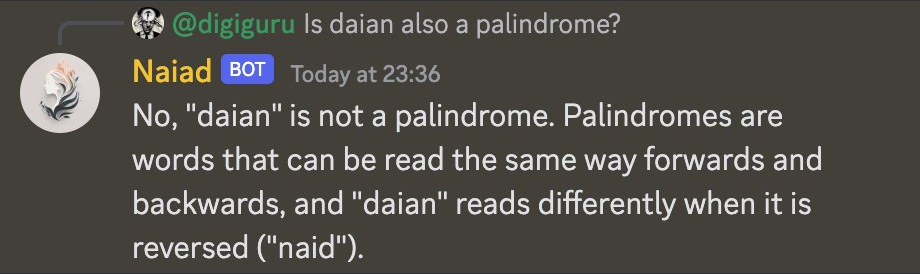 @digiguru Is daian also a palindrome?
Naiad BOT Today at 23:36
No, "daian" is not a palindrome. Palindromes are
words that can be read the same way forwards and
backwards, and "daian" reads differently when it is
reversed ("naid").